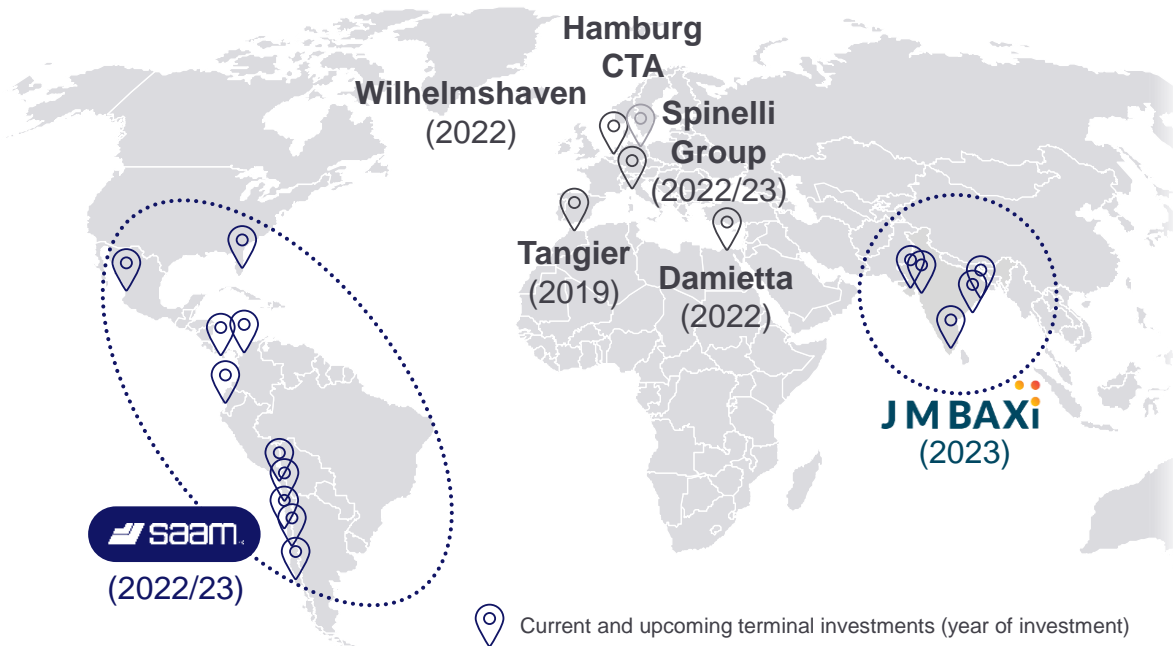 Hamburg
CTA
Wilhelmshaven
(2022)
Spinelli
Group
(2022/23)
Tangier
(2019)
Damietta
(2022)
J M BAXi
(2023)
saam
(2022/23)
Current and upcoming terminal investments (year of investment)